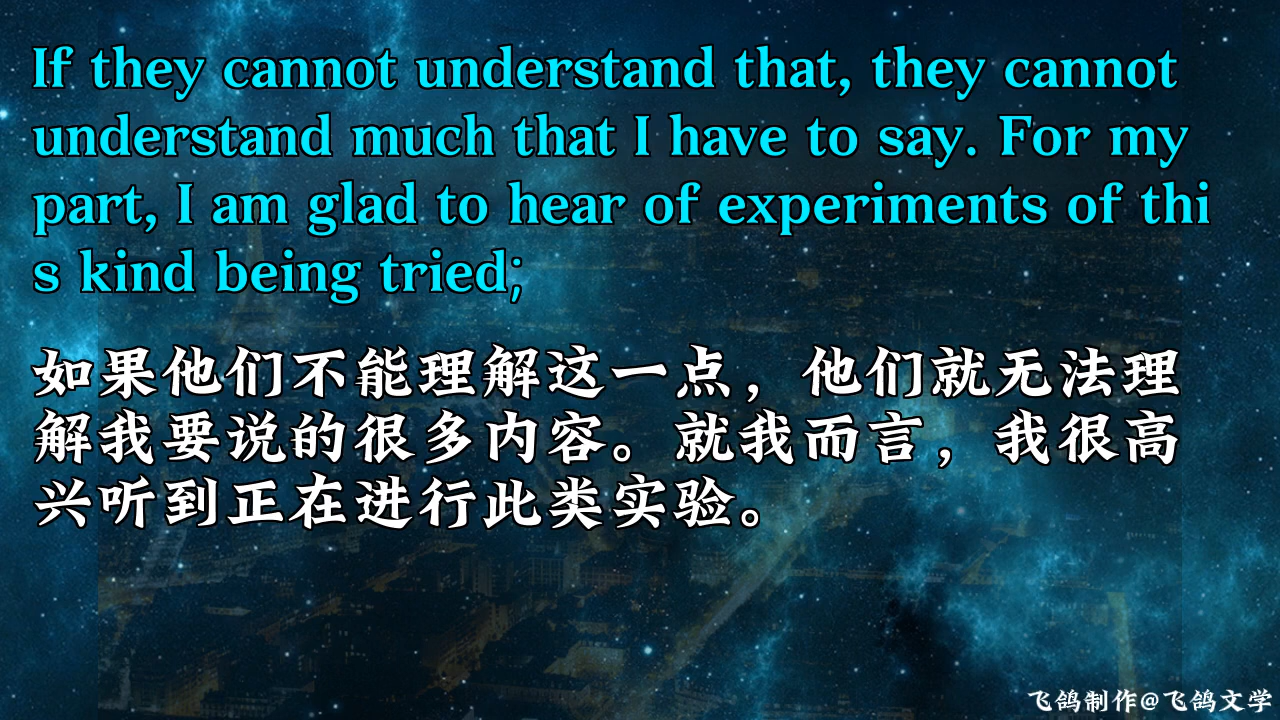 If they cannot understand that, they cannot
understand much that I have to say. For my
part, I am glad to hear of experiments of thi
s kind being tried;
如果他们不能理解这一点，他们就无法理
解我要说的很多内容。就我而言，我很高
兴听到正在进行此类实验。
飞鸽制作@飞鸽文学